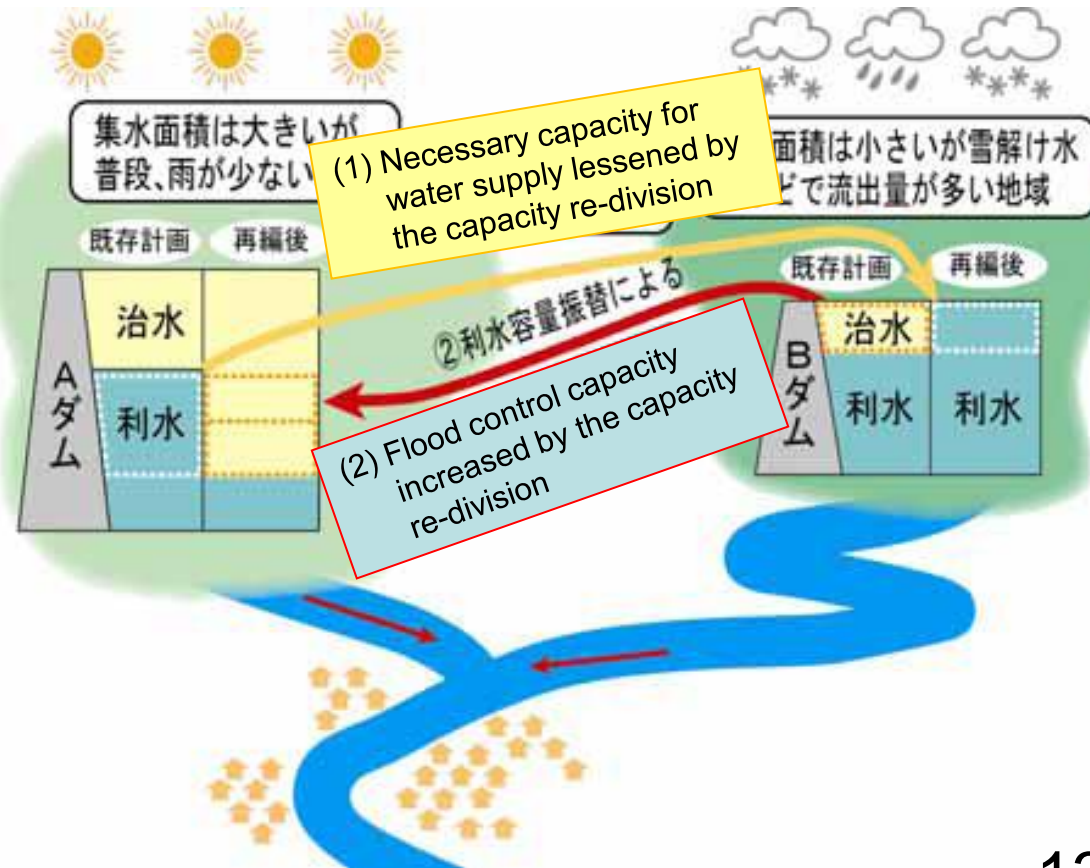 集水面積は大きいが
普段、雨が少ない
(1) Necessary capacity for
water supply lessened by
the capacity re-division
面積は小さいが雪解け水
どで流出量が多い地域
既存計画
再編後
既存計画
再編後
②利水容量振替による
治水
Aダム
利水
治水
Bダム
利水
利水
(2) Flood control capacity
increased by the capacity
re-division